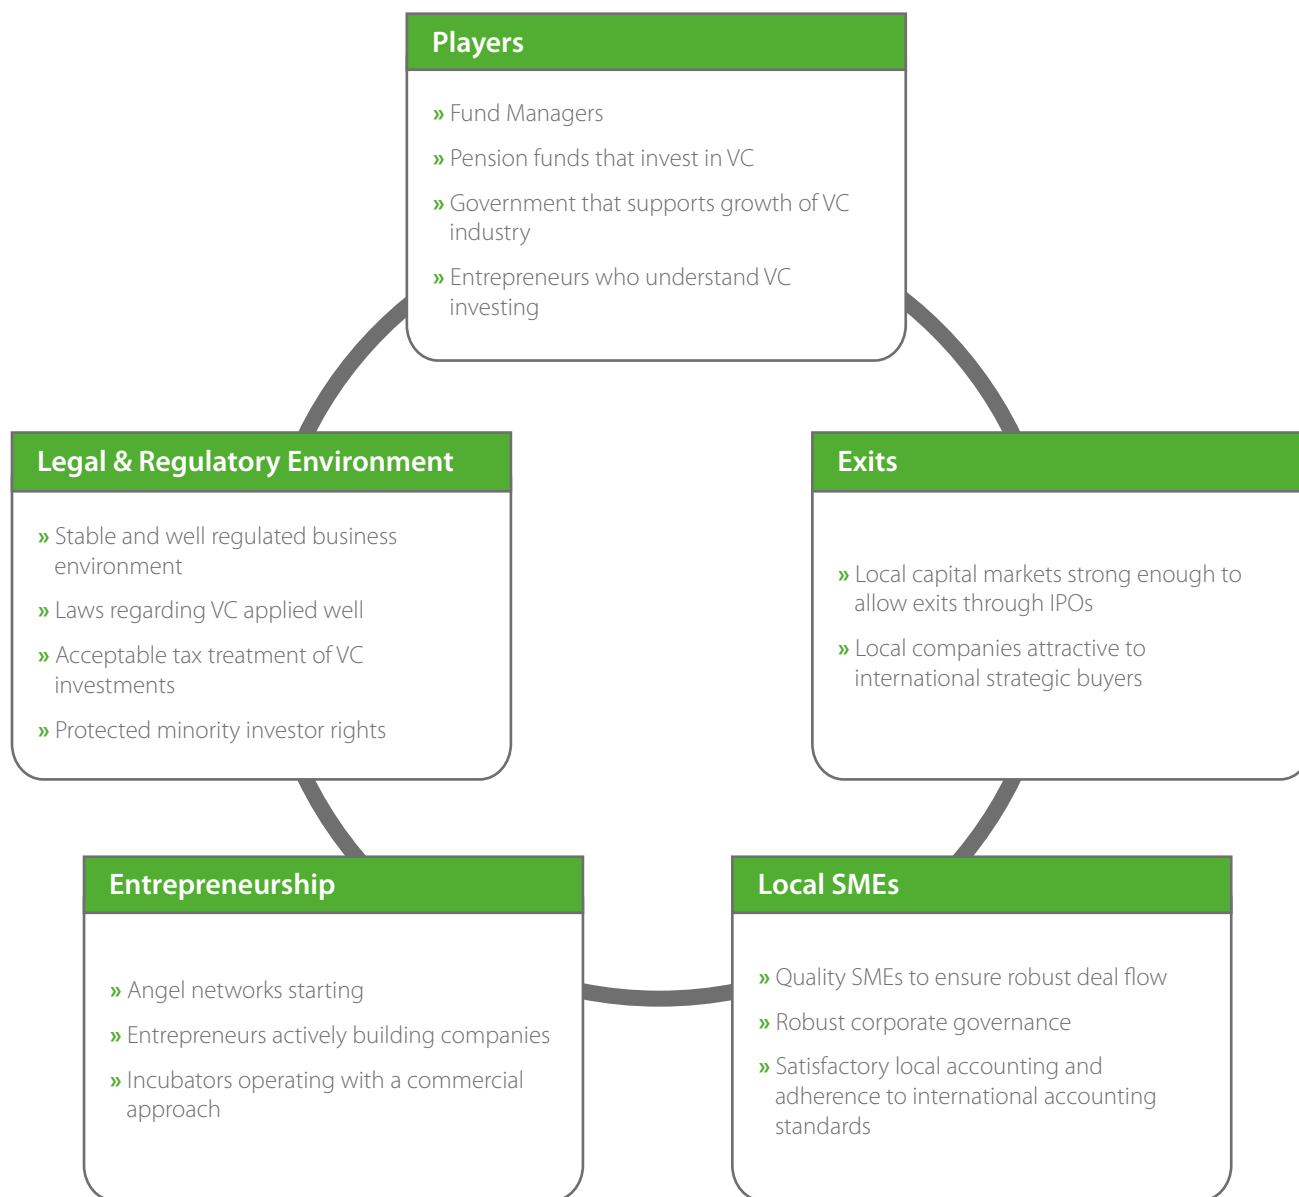 Players
» Fund Managers
» Pension funds that invest in VC
» Government that supports growth of VC
industry
» Entrepreneurs who understand VC
investing
Legal & Regulatory Environment
» Stable and well regulated business
environment
» Laws regarding VC applied well
» Acceptable tax treatment of VC
investments
» Protected minority investor rights
Exits
» Local capital markets strong enough to
allow exits through IPOs
» Local companies attractive to
international strategic buyers
Entrepreneurship
» Angel networks starting
» Entrepreneurs actively building companies
» Incubators operating with a commercial
approach
Local SMEs
» Quality SMEs to ensure robust deal flow
» Robust corporate governance
» Satisfactory local accounting and
adherence to international accounting
standards